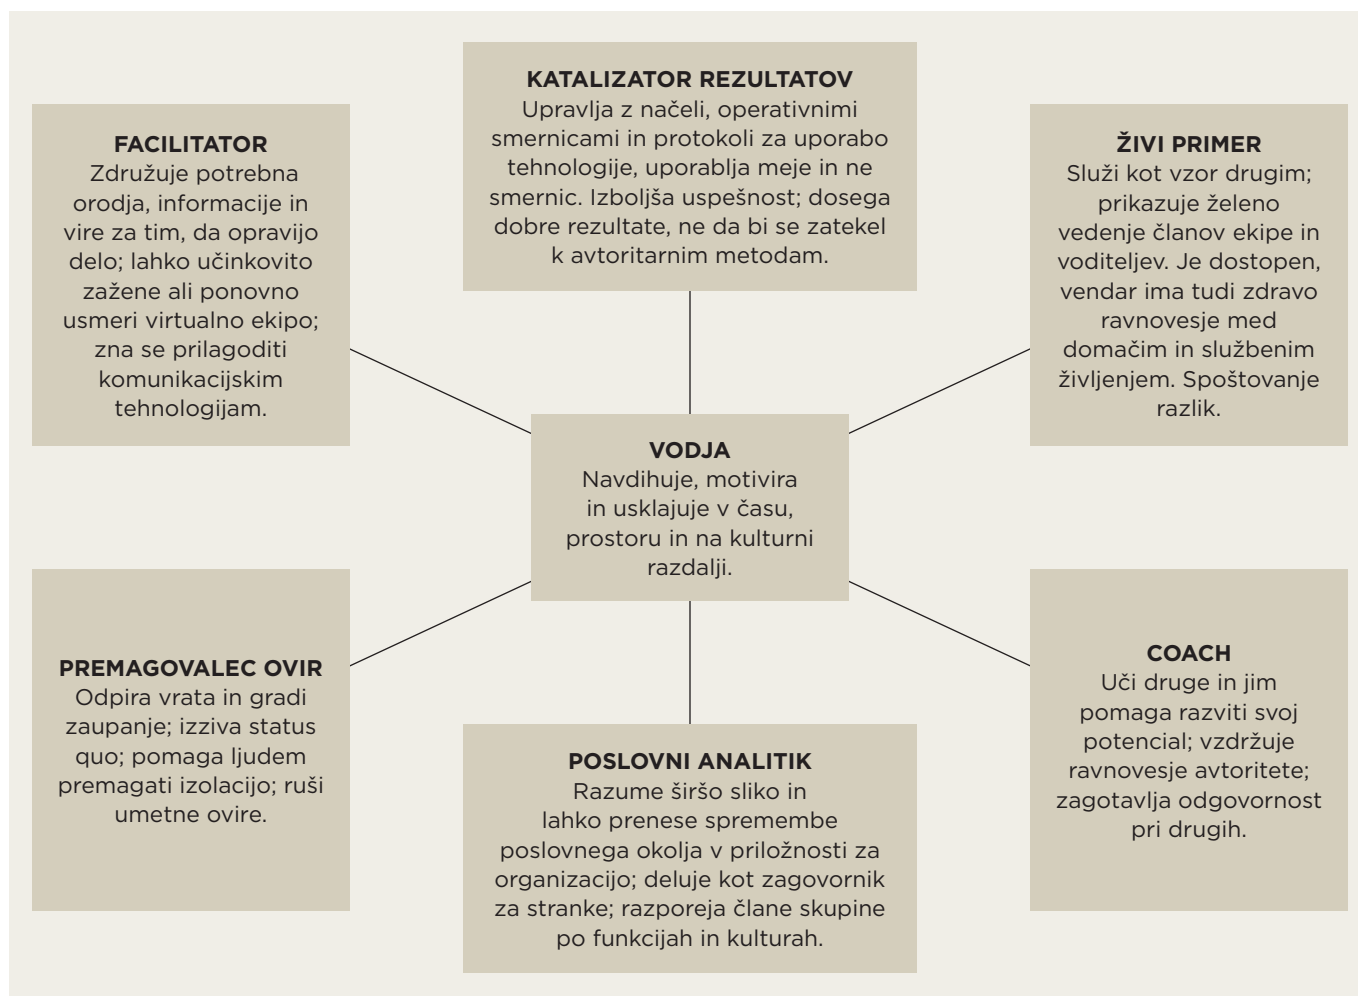 KATALIZATOR REZULTATOV
Upravlja z načeli, operativnimi
smernicami in protokoli za uporabo
tehnologije, uporablja meje in ne
smernic. Izboljša uspešnost; dosega
dobre rezultate, ne da bi se zatekel
k avtoritarnim metodam.
FACILITATOR
Združuje potrebna
orodja, informacije in
vire za tim, da opravijo
delo; lahko učinkovito
zažene ali ponovno
usmeri virtualno ekipo;
zna se prilagoditi
komunikacijskim
tehnologijam.
ŽIVI PRIMER
Služi kot vzor drugim;
prikazuje želeno
vedenje članov ekipe in
voditeljev. Je dostopen,
vendar ima tudi zdravo
ravnovesje med
domačim in službenim
življenjem. Spoštovanje
razlik.
VODJA
Navdihuje, motivira
in usklajuje v času,
prostoru in na kulturni
razdalji.
PREMAGOVALEC OVIR
Odpira vrata in gradi
zaupanje; izziva status
quo; pomaga ljudem
premagati izolacijo; ruši
umetne ovire.
POSLOVNI ANALITIK
Razume širšo sliko in
lahko prenese spremembe
poslovnega okolja v priložnosti za
organizacijo; deluje kot zagovornik
za stranke; razporeja člane skupine
po funkcijah in kulturah.
COACH
Uči druge in jim
pomaga razviti svoj
potencial; vzdržuje
ravnovesje avtoritete;
zagotavlja odgovornost
pri drugih.